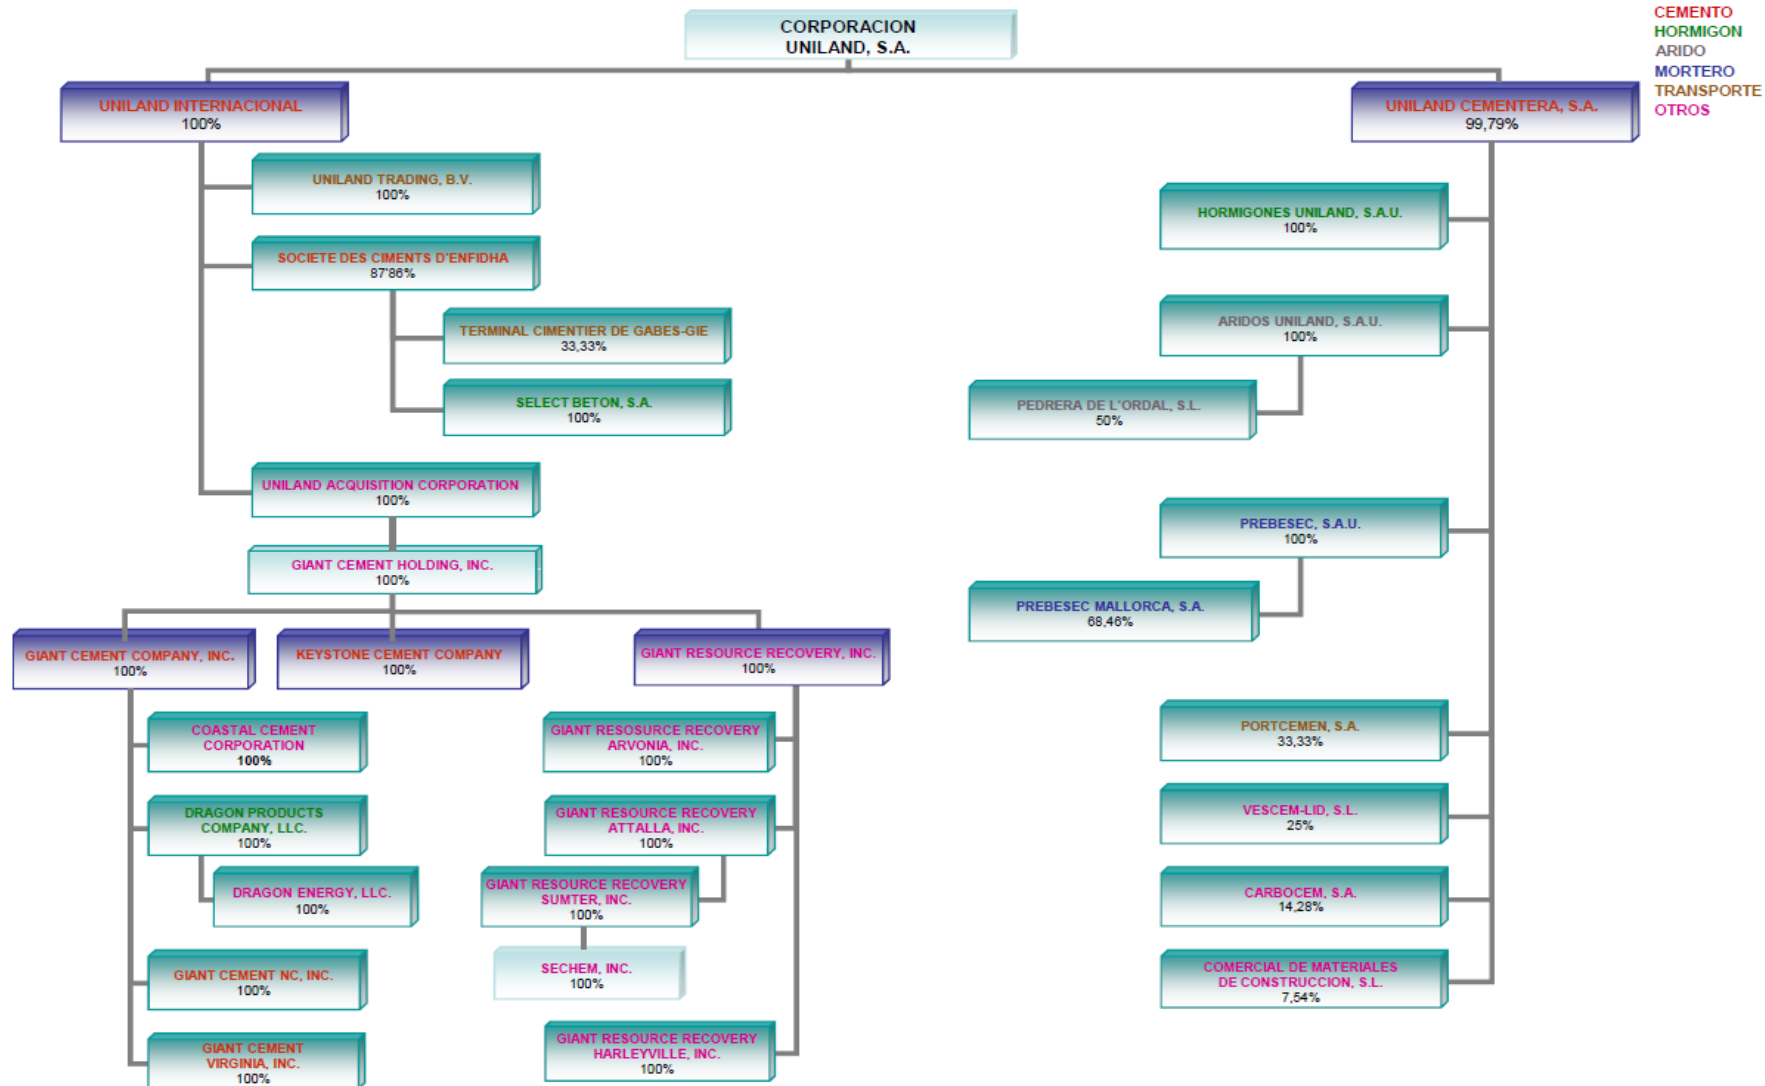 CORPORACION
UNILAND, S.A.
CEMENTO
HORMIGON
ARIDO
MORTERO
TRANSPORTE
OTROS
UNILAND INTERNACIONAL
100%
UNILAND TRADING, B.V.
100%
SOCIETE DES CIMENTS D'ENFIDHA
87'86%
TERMINAL CIMENTIER DE GABES-GIE
33,33%
SELECT BETON, S.A.
100%
UNILAND ACQUISITION CORPORATION
100%
GIANT CEMENT HOLDING, INC.
100%
GIANT CEMENT COMPANY, INC.
100%
KEYSTONE CEMENT COMPANY
100%
GIANT RESOURCE RECOVERY, INC.
100%
COASTAL CEMENT
CORPORATION
100%
DRAGON PRODUCTS
COMPANY, LLC.
100%
DRAGON ENERGY, LLC.
100%
GIANT CEMENT NC, INC.
100%
GIANT CEMENT
VIRGINIA, INC.
100%
GIANT RESOSURCE RECOVERY
ARVONIA, INC.
100%
GIANT RESOURCE RECOVERY
ATTALLA, INC.
100%
GIANT RESOURCE RECOVERY
SUMTER, INC.
100%
SECHEM, INC.
100%
GIANT RESOURCE RECOVERY
HARLEYVILLE, INC.
100%
UNILAND CEMENTERA, S.A.
99,79%
HORMIGONES UNILAND, S.A.U.
100%
ARIDOS UNILAND, S.A.U.
100%
PEDRERA DE L'ORDAL, S.L.
50%
PREBESEC, S.A.U.
100%
PREBESEC MALLORCA, S.A.
68,46%
PORTCEMEN, S.A.
33,33%
VESCEM-LID, S.L.
25%
CARBOCEM, S.A.
14,28%
COMERCIAL DE MATERIALES
DE CONSTRUCCION, S.L.
7,54%